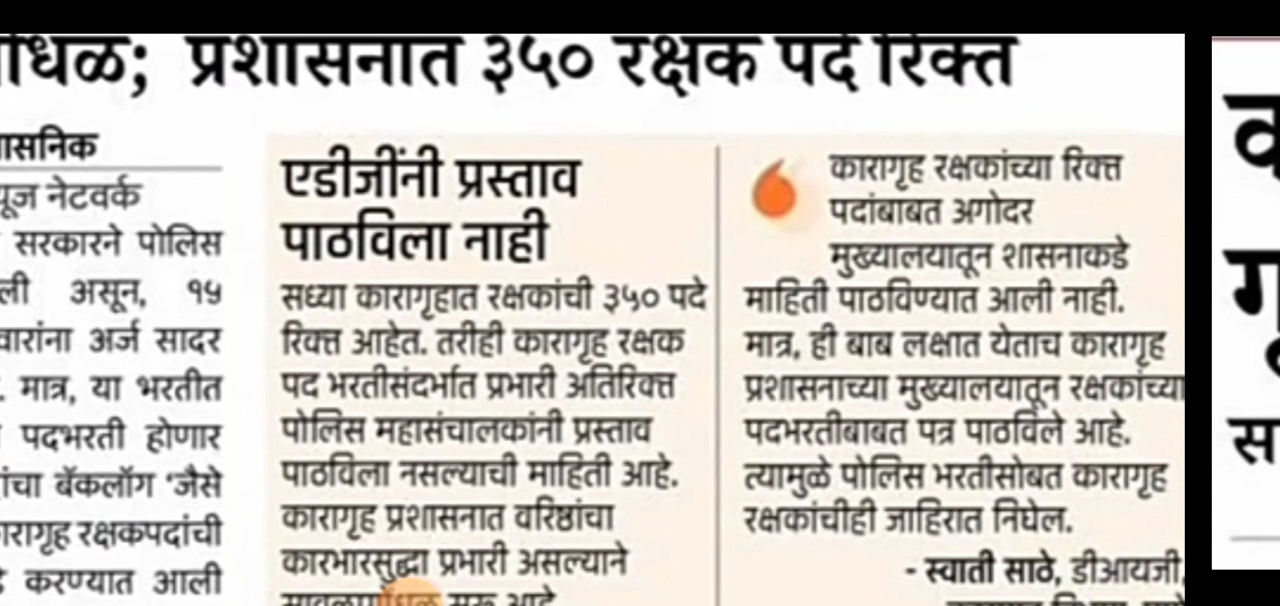 प्रशासनात ३५० रक्षक पदे रिक्त
नेटवर्क
सरकारने पोलिस
असून, १५
अर्ज सादर
मात्र, या भरतीत
पदभरती होणार
बॅकलॉग ‘जैसे
रक्षकपदांची
करण्यात आली
एडीजींनी प्रस्ताव
पाठविला नाही
सध्या कारागृहात रक्षकांची ३५० पदे
रिक्त आहेत. तरीही कारागृह रक्षक
पद भरतीसंदर्भात प्रभारी अतिरिक्त
पोलिस महासंचालकांनी प्रस्ताव
पाठविला नसल्याची माहिती आहे.
कारागृह प्रशासनात वरिष्ठांचा
कारभारसुद्धा प्रभारी असल्याने
कारागृह रक्षकांच्या रिक्त
पदांबाबत अगोदर
मुख्यालयातून शासनाकडे
माहिती पाठविण्यात आली नाही.
मात्र, ही बाब लक्षात येताच कारागृह
प्रशासनाच्या मुख्यालयातून रक्षकांच्या
पदभरतीबाबत पत्र पाठविले आहे.
त्यामुळे पोलिस भरतीसोबत कारागृह
रक्षकांचीही जाहिरात निघेल.
- स्वाती साठे, डीआयजी,